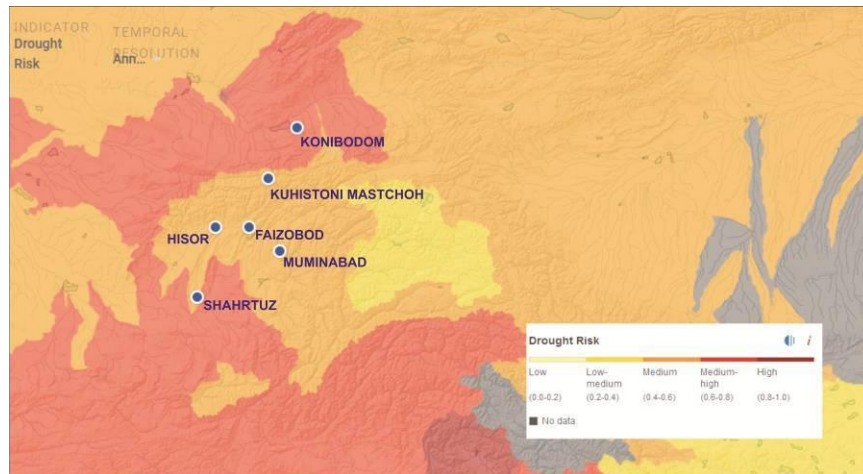 INDICATOR
Drought
Risk
TEMPORAL
RESOLUTION
Ann...
KONIBODOM
KUHISTONI MASTCHOH
HISOR
FAIZOBOD
MUMINABAD
SHAHRTUZ
Drought Risk
i
Low
(0.0-0.2)
Low-
medium
(0.2-0.4)
Medium
(0.4-0.6)
Medium-
high
(0.6-0.8)
High
(0.8-1.0)
No data